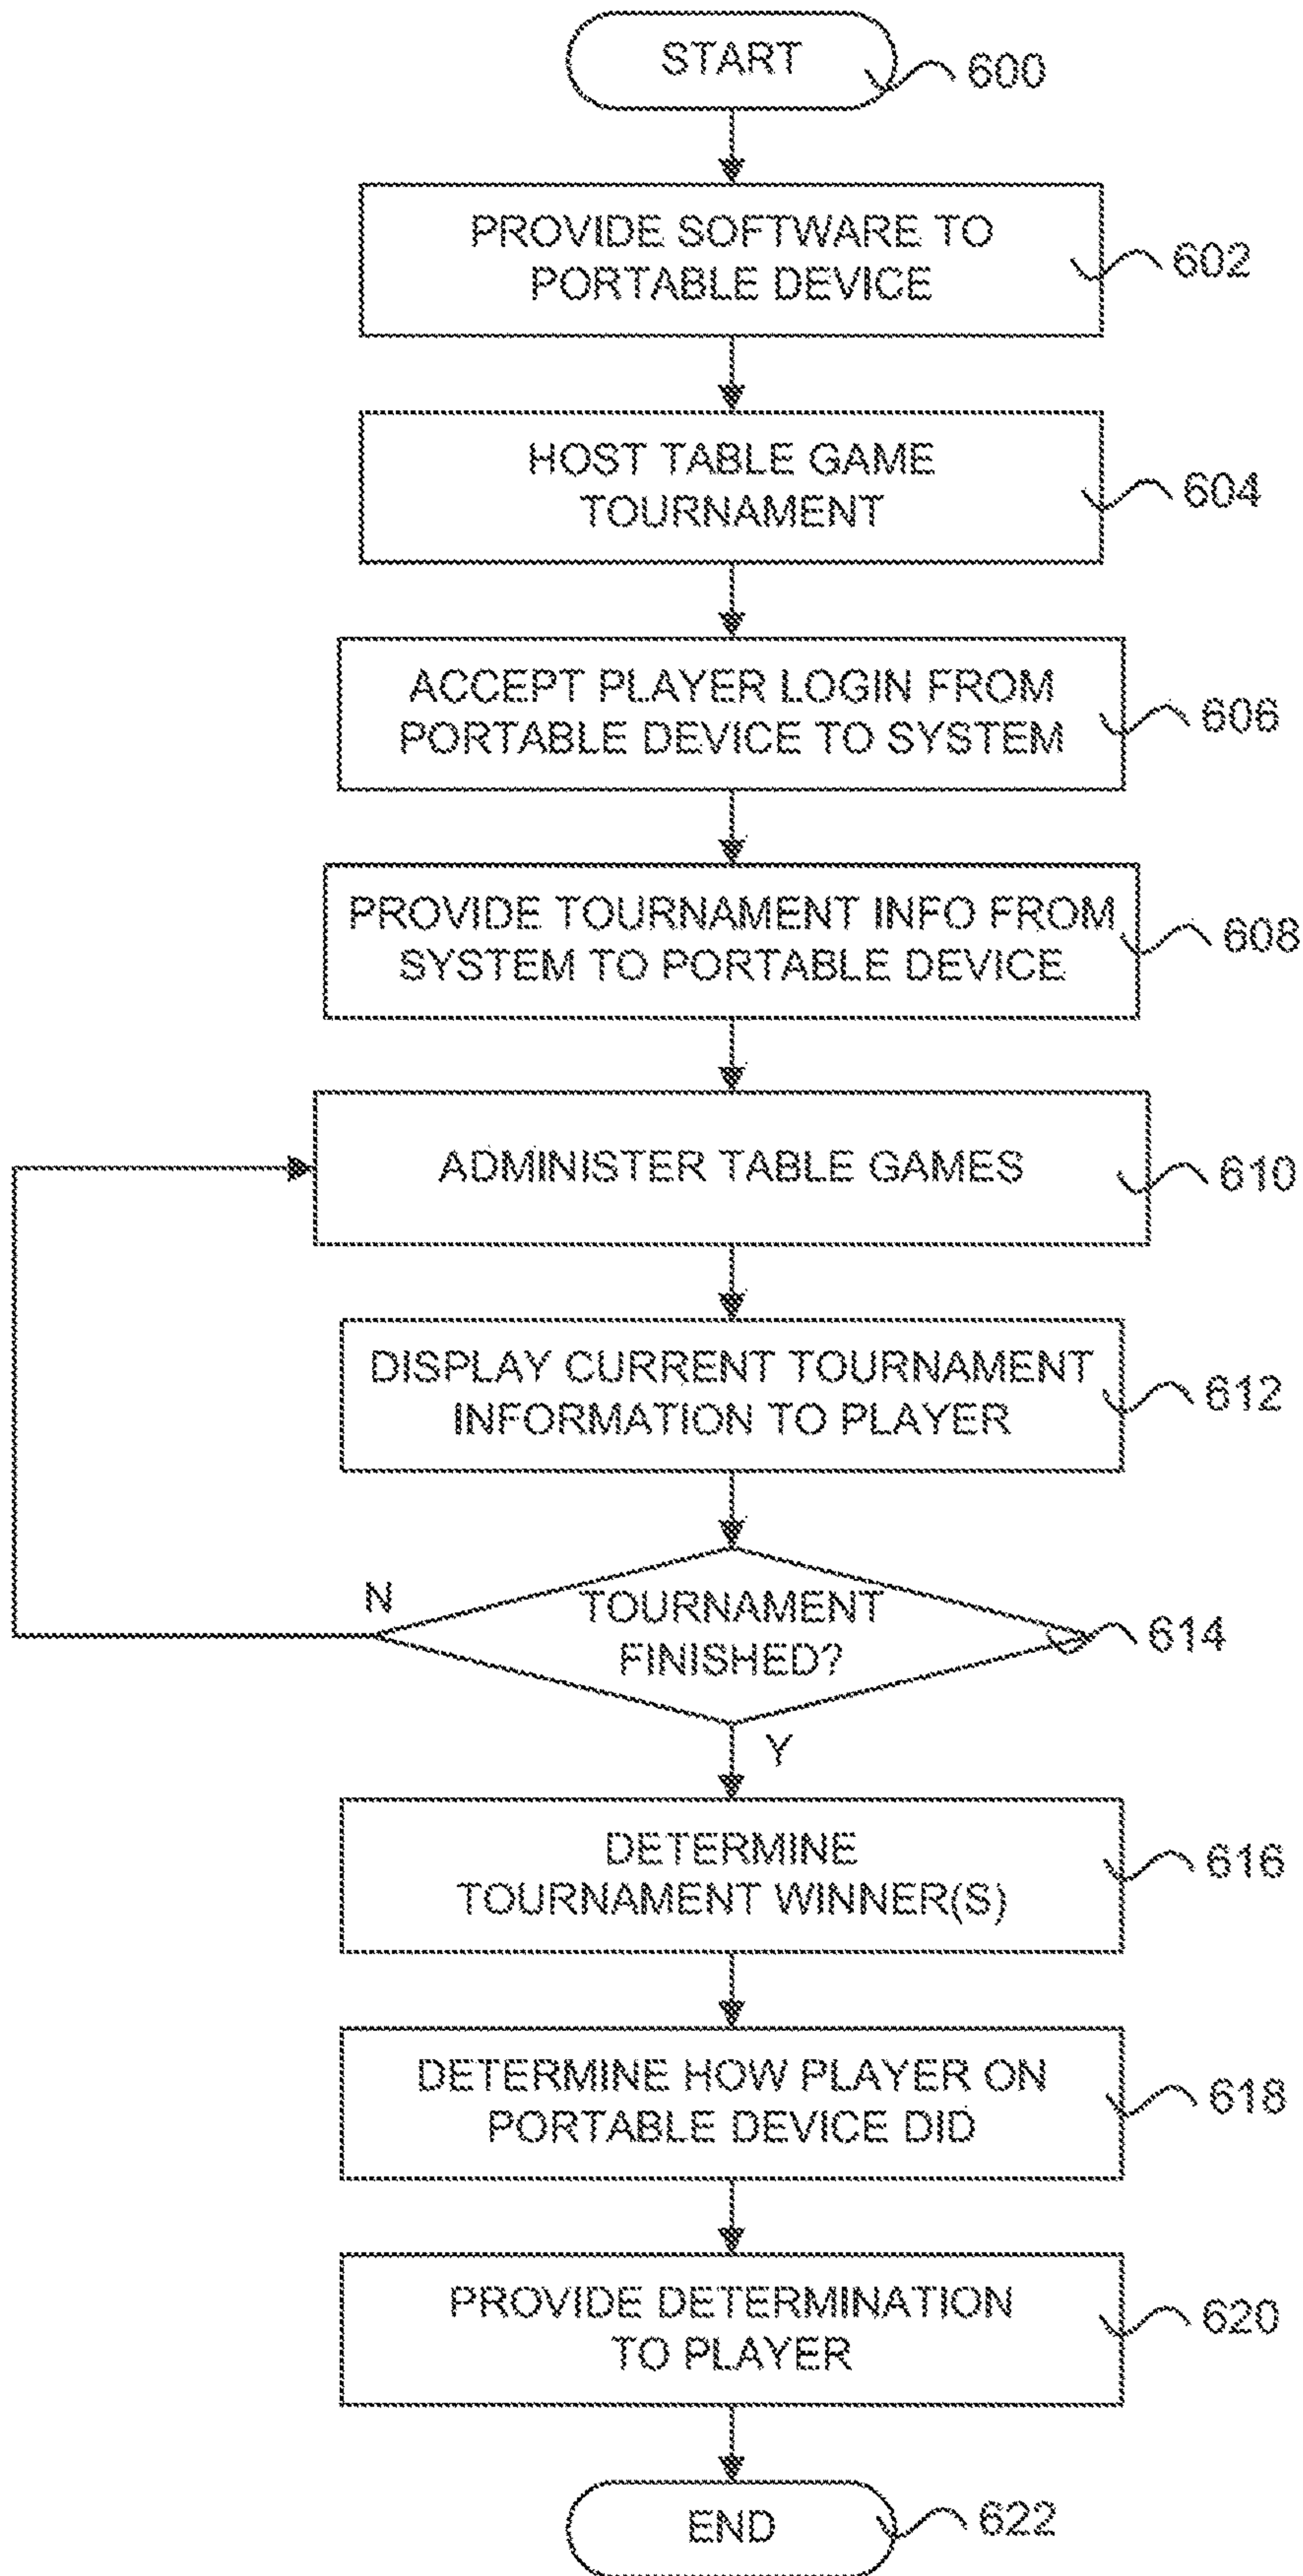 START
600
PROVIDE SOFTWARE TO
PORTABLE DEVICE
602
HOST TABLE GAME
TOURNAMENT
604
ACCEPT PLAYER LOGIN FROM
PORTABLE DEVICE TO SYSTEM
606
PROVIDE TOURNAMENT INFO FROM
SYSTEM TO PORTABLE DEVICE
608
ADMINISTER TABLE GAMES
610
DISPLAY CURRENT TOURNAMENT
INFORMATION TO PLAYER
612
N
TOURNAMENT
FINISHED?
614
Y
DETERMINE
TOURNAMENT WINNER(S)
616
DETERMINE HOW PLAYER ON
PORTABLE DEVICE DID
618
PROVIDE DETERMINATION
TO PLAYER
620
END
622